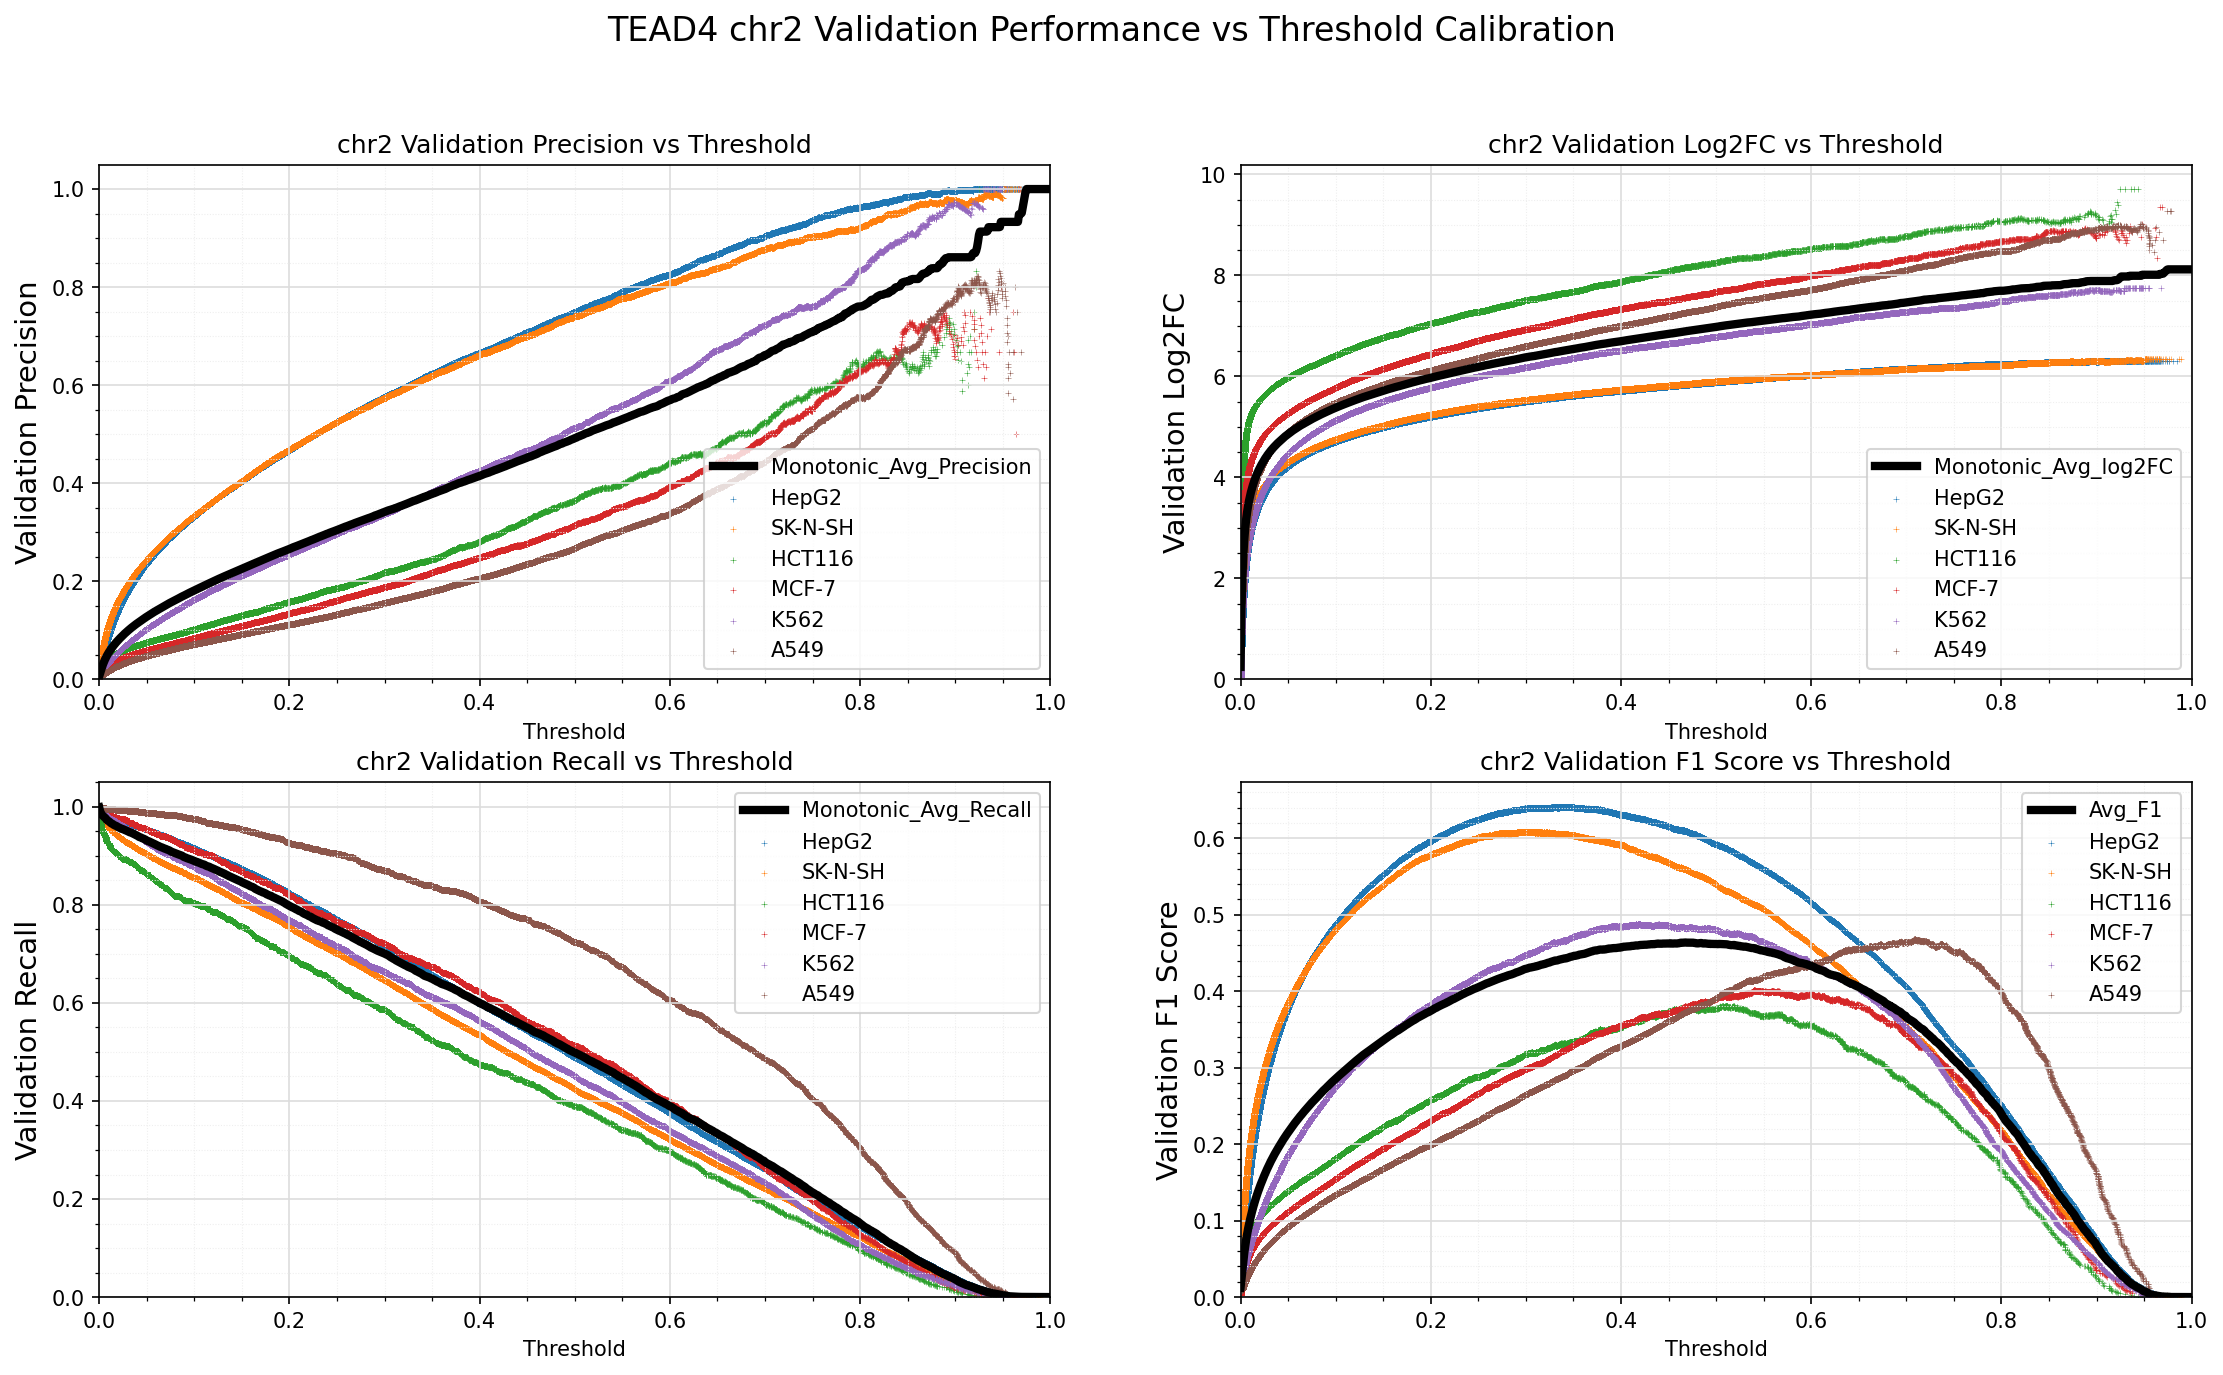 TEAD4 chr2 Validation Performance vs Threshold Calibration
chr2 Validation Precision vs Threshold
Validation Precision
1.0
0.8
0.6
0.4
0.2
0.0
0.0 0.2 0.4 0.6 0.8 1.0
Threshold
Monotonic_Avg_Precision
HepG2
SK-N-SH
HCT116
MCF-7
K562
A549
chr2 Validation Log2FC vs Threshold
Validation Log2FC
10
8
6
4
2
0
0.0 0.2 0.4 0.6 0.8 1.0
Threshold
Monotonic_Avg_log2FC
HepG2
SK-N-SH
HCT116
MCF-7
K562
A549
chr2 Validation Recall vs Threshold
Validation Recall
1.0
0.8
0.6
0.4
0.2
0.0
0.0 0.2 0.4 0.6 0.8 1.0
Threshold
Monotonic_Avg_Recall
HepG2
SK-N-SH
HCT116
MCF-7
K562
A549
chr2 Validation F1 Score vs Threshold
Validation F1 Score
0.6
0.5
0.4
0.3
0.2
0.1
0.0
0.0 0.2 0.4 0.6 0.8 1.0
Threshold
Avg_F1
HepG2
SK-N-SH
HCT116
MCF-7
K562
A549